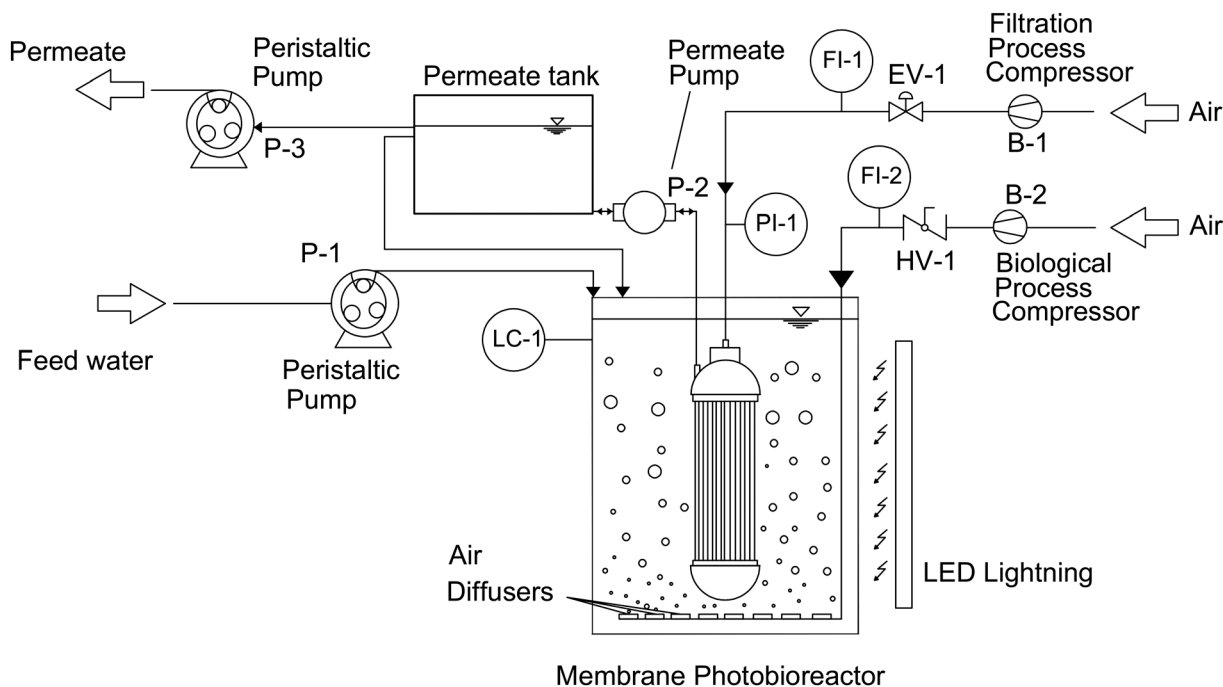 Permeate
Peristaltic
Pump
P-3
Permeate tank
Permeate
Pump
P-2
FI-1
EV-1
Filtration
Process
Compressor
B-1
Air
PI-1
FI-2
HV-1
B-2
Biological
Process
Compressor
Air
P-1
Feed water
Peristaltic
Pump
LC-1
Air
Diffusers
LED Lightning
Membrane Photobioreactor